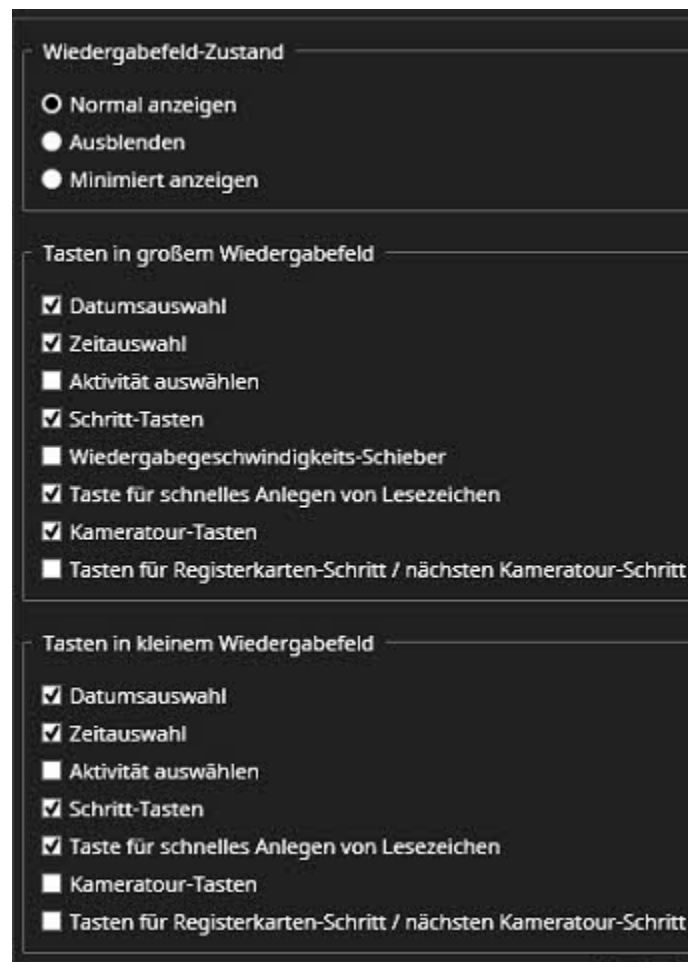 Wiedergabefeld-Zustand
Normal anzeigen
Ausblenden
Minimiert anzeigen
Tasten in großem Wiedergabefeld
Datumsauswahl
Zeitauswahl
Aktivität auswählen
Schritt-Tasten
Wiedergabegeschwindigkeits-Schieber
Taste für schnelles Anlegen von Lesezeichen
Kameratour-Tasten
Tasten für Registerkarten-Schritt / nächsten Kameratour-Schritt
Tasten in kleinem Wiedergabefeld
Datumsauswahl
Zeitauswahl
Aktivität auswählen
Schritt-Tasten
Taste für schnelles Anlegen von Lesezeichen
Kameratour-Tasten
Tasten für Registerkarten-Schritt / nächsten Kameratour-Schritt